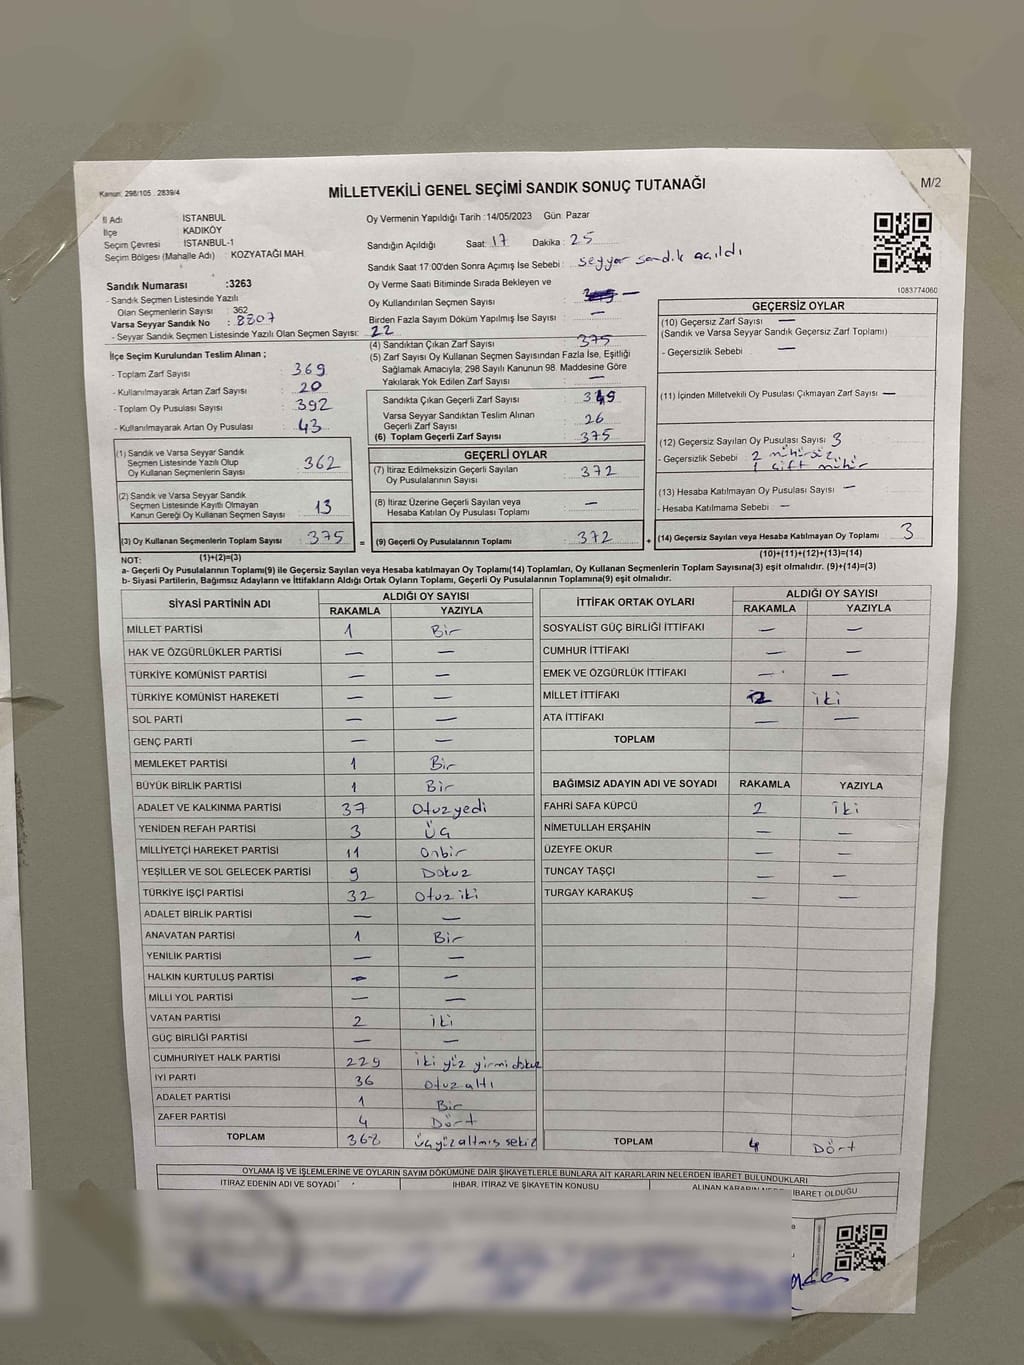 Kanun: 298/105 , 2839/4
MİLLETVEKİLİ GENEL SEÇİMİ SANDIK SONUÇ TUTANAĞI
M/2
İl Adı İSTANBUL
İlçe KADIKÖY
Seçim Çevresi İSTANBUL-1
Seçim Bölgesi (Mahalle Adı) : KOZYATAĞI MAH.
Oy Vermenin Yapıldığı Tarih :14/05/2023 Gün: Pazar
Sandığın Açıldığı Saat: 17 Dakika : 25
Sandık Saat 17:00'den Sonra Açılmış İse Sebebi : seyyar sandık açıldı
1083774060
Sandık Numarası :3263
- Sandık Seçmen Listesinde Yazılı
Olan Seçmenlerin Sayısı : 362
Varsa Seyyar Sandık No : 8807
- Seyyar Sandık Seçmen Listesinde Yazılı Olan Seçmen Sayısı: 22
İlçe Seçim Kurulundan Teslim Alınan ;
- Toplam Zarf Sayısı : 369
- Kullanılmayarak Artan Zarf Sayısı : 20
- Toplam Oy Pusulası Sayısı : 392
- Kullanılmayarak Artan Oy Pusulası : 43
(1) Sandık ve Varsa Seyyar Sandık
Seçmen Listesinde Yazılı Olup
Oy Kullanan Seçmenlerin Sayısı : 362
(2) Sandık ve Varsa Seyyar Sandık
Seçmen Listesinde Kayıtlı Olmayan
Kanun Gereği Oy Kullanan Seçmen Sayısı : 13
(3) Oy Kullanan Seçmenlerin Toplam Sayısı : 375 =
Oy Verme Saati Bitiminde Sırada Bekleyen ve
Oy Kullandırılan Seçmen Sayısı : —
Birden Fazla Sayım Döküm Yapılmış İse Sayısı : —
(4) Sandıktan Çıkan Zarf Sayısı : 375
(5) Zarf Sayısı Oy Kullanan Seçmen Sayısından Fazla İse, Eşitliği
Sağlamak Amacıyla; 298 Sayılı Kanunun 98. Maddesine Göre
Yakılarak Yok Edilen Zarf Sayısı : —
Sandıkta Çıkan Geçerli Zarf Sayısı : 349
Varsa Seyyar Sandıktan Teslim Alınan
Geçerli Zarf Sayısı : 26
(6) Toplam Geçerli Zarf Sayısı : 375
GEÇERLİ OYLAR
(7) İtiraz Edilmeksizin Geçerli Sayılan
Oy Pusulalarının Sayısı : 372
(8) İtiraz Üzerine Geçerli Sayılan veya
Hesaba Katılan Oy Pusulası Toplamı : —
(9) Geçerli Oy Pusulalarının Toplamı : 372 +
GEÇERSİZ OYLAR
(10) Geçersiz Zarf Sayısı : —
(Sandık ve Varsa Seyyar Sandık Geçersiz Zarf Toplamı)
- Geçersizlik Sebebi : —
(11) İçinden Milletvekili Oy Pusulası Çıkmayan Zarf Sayısı : —
(12) Geçersiz Sayılan Oy Pusulası Sayısı : 3
- Geçersizlik Sebebi : 2 mühürsüz
1 çift mühür
(13) Hesaba Katılmayan Oy Pusulası Sayısı : —
- Hesaba Katılmama Sebebi : —
(14) Geçersiz Sayılan veya Hesaba Katılmayan Oy Toplamı : 3
NOT: (1)+(2)=(3) (10)+(11)+(12)+(13)=(14)
a- Geçerli Oy Pusulalarının Toplamı(9) ile Geçersiz Sayılan veya Hesaba katılmayan Oy Toplamı(14) Toplamları, Oy Kullanan Seçmenlerin Toplam Sayısına(3) eşit olmalıdır. (9)+(14)=(3)
b- Siyasi Partilerin, Bağımsız Adayların ve İttifakların Aldığı Ortak Oyların Toplamı, Geçerli Oy Pusulalarının Toplamına(9) eşit olmalıdır.
SİYASİ PARTİNİN ADI ALDIĞI OY SAYISI
RAKAMLA YAZIYLA
MİLLET PARTİSİ 1 Bir
HAK VE ÖZGÜRLÜKLER PARTİSİ — —
TÜRKİYE KOMÜNİST PARTİSİ — —
TÜRKİYE KOMÜNİST HAREKETİ — —
SOL PARTİ — —
GENÇ PARTİ — —
MEMLEKET PARTİSİ 1 Bir
BÜYÜK BİRLİK PARTİSİ 1 Bir
ADALET VE KALKINMA PARTİSİ 37 Otuz yedi
YENİDEN REFAH PARTİSİ 3 Üç
MİLLİYETÇİ HAREKET PARTİSİ 11 Onbir
YEŞİLLER VE SOL GELECEK PARTİSİ 9 Dokuz
TÜRKİYE İŞÇİ PARTİSİ 32 Otuz iki
ADALET BİRLİK PARTİSİ — —
ANAVATAN PARTİSİ 1 Bir
YENİLİK PARTİSİ — —
HALKIN KURTULUŞ PARTİSİ — —
MİLLİ YOL PARTİSİ — —
VATAN PARTİSİ 2 İki
GÜÇ BİRLİĞİ PARTİSİ — —
CUMHURİYET HALK PARTİSİ 229 iki yüz yirmi dokuz
İYİ PARTİ 36 Otuz altı
ADALET PARTİSİ 1 Bir
ZAFER PARTİSİ 4 Dört
TOPLAM 368 üçyüzaltmış sekiz
İTTİFAK ORTAK OYLARI ALDIĞI OY SAYISI
RAKAMLA YAZIYLA
SOSYALİST GÜÇ BİRLİĞİ İTTİFAKI — —
CUMHUR İTTİFAKI — —
EMEK VE ÖZGÜRLÜK İTTİFAKI — —
MİLLET İTTİFAKI 2 iki
ATA İTTİFAKI — —
TOPLAM
BAĞIMSIZ ADAYIN ADI VE SOYADI RAKAMLA YAZIYLA
FAHRİ SAFA KÜPCÜ 2 İki
NİMETULLAH ERŞAHİN — —
ÜZEYFE OKUR — —
TUNCAY TAŞÇI — —
TURGAY KARAKUŞ — —
TOPLAM 4 Dört
OYLAMA İŞ VE İŞLEMLERİNE VE OYLARIN SAYIM DÖKÜMÜNE DAİR ŞİKAYETLERLE BUNLARA AİT KARARLARIN NELERDEN İBARET BULUNDUKLARI
İTİRAZ EDENİN ADI VE SOYADI İHBAR, İTİRAZ VE ŞİKAYETİN KONUSU ALINAN KARARIN İBARET OLDUĞU